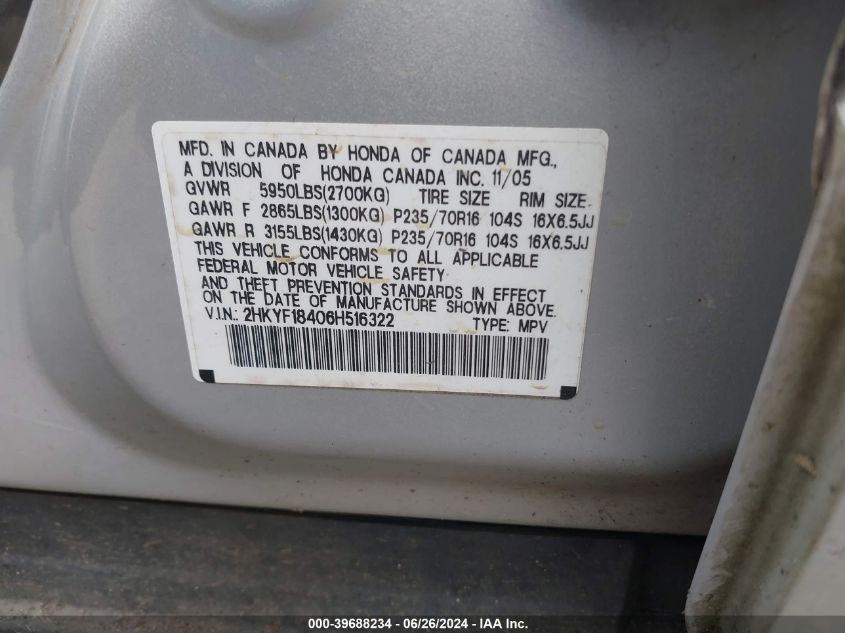 MFD. IN CANADA BY HONDA OF CANADA MFG.,
A DIVISION OF HONDA CANADA INC. 11/05
GVWR 5950LBS(2700KG) TIRE SIZE RIM SIZE
GAWR F 2865LBS(1300KG) P235/70R16 104S 16X6.5JJ
GAWR R 3155LBS(1430KG) P235/70R16 104S 16X6.5JJ
THIS VEHICLE CONFORMS TO ALL APPLICABLE
FEDERAL MOTOR VEHICLE SAFETY
AND THEFT PREVENTION STANDARDS IN EFFECT
ON THE DATE OF MANUFACTURE SHOWN ABOVE.
V.I.N.: 2HKYF18406H516322 TYPE: MPV
000-39688234 - 06/26/2024 - IAA Inc.